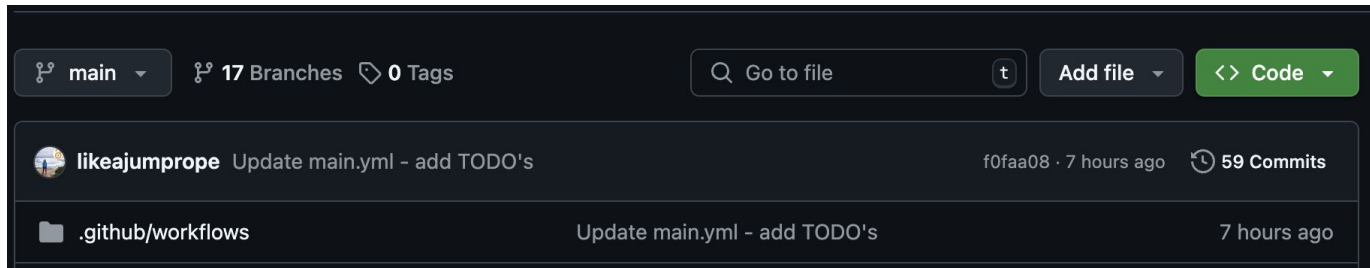 main 17 Branches 0 Tags Go to file t Add file <> Code
likeajumprope Update main.yml - add TODO's f0faa08 · 7 hours ago 59 Commits
.github/workflows Update main.yml - add TODO's 7 hours ago